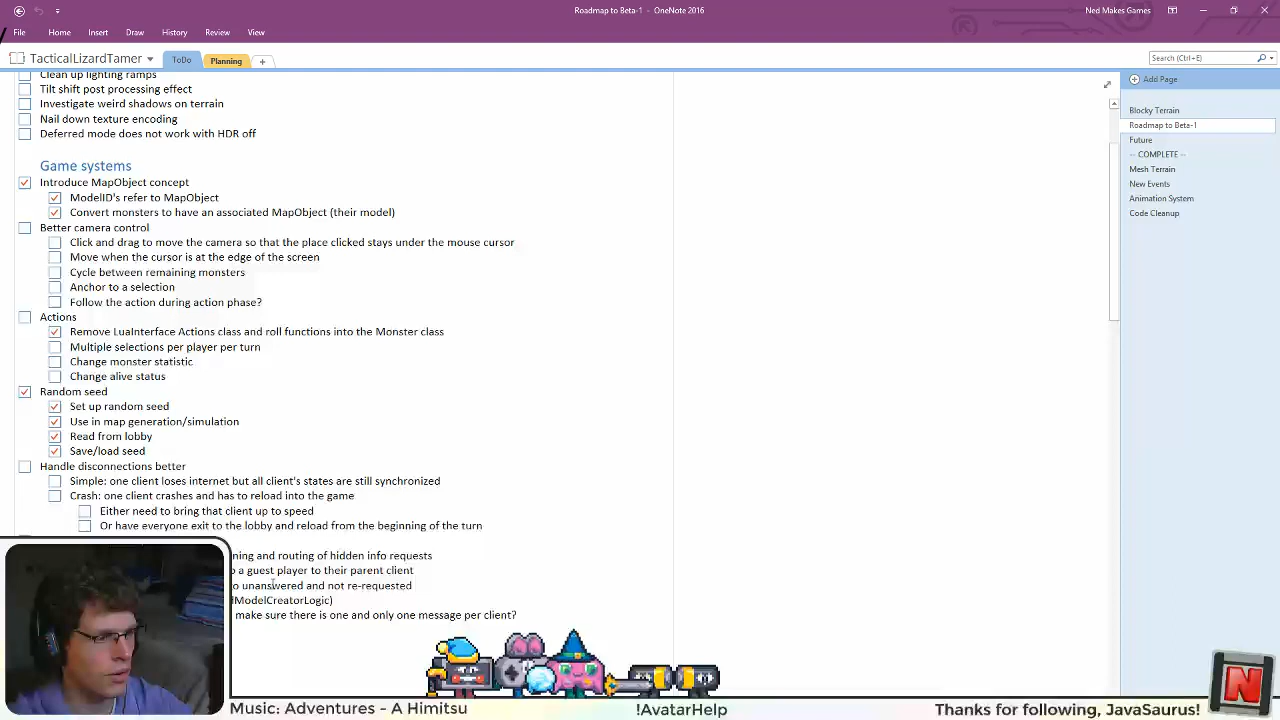 Roadmap to Beta-1 - OneNote 2016
Ned Makes Games
File Home Insert Draw History Review View
TacticalLizardTamer ToDo Planning
Search (Ctrl+E)
Clean up lighting ramps
Tilt shift post processing effect
Investigate weird shadows on terrain
Nail down texture encoding
Deferred mode does not work with HDR off
Game systems
Introduce MapObject concept
ModelID's refer to MapObject
Convert monsters to have an associated MapObject (their model)
Better camera control
Click and drag to move the camera so that the place clicked stays under the mouse cursor
Move when the cursor is at the edge of the screen
Cycle between remaining monsters
Anchor to a selection
Follow the action during action phase?
Actions
Remove LuaInterface Actions class and roll functions into the Monster class
Multiple selections per player per turn
Change monster statistic
Change alive status
Random seed
Set up random seed
Use in map generation/simulation
Read from lobby
Save/load seed
Handle disconnections better
Simple: one client loses internet but all client's states are still synchronized
Crash: one client crashes and has to reload into the game
Either need to bring that client up to speed
Or have everyone exit to the lobby and reload from the beginning of the turn
ning and routing of hidden info requests
o a guest player to their parent client
o unanswered and not re-requested
dModelCreatorLogic)
make sure there is one and only one message per client?
Add Page
Blocky Terrain
Roadmap to Beta-1
Future
-- COMPLETE --
Mesh Terrain
New Events
Animation System
Code Cleanup
N
Music: Adventures - A Himitsu
!AvatarHelp
Thanks for following, JavaSaurus!